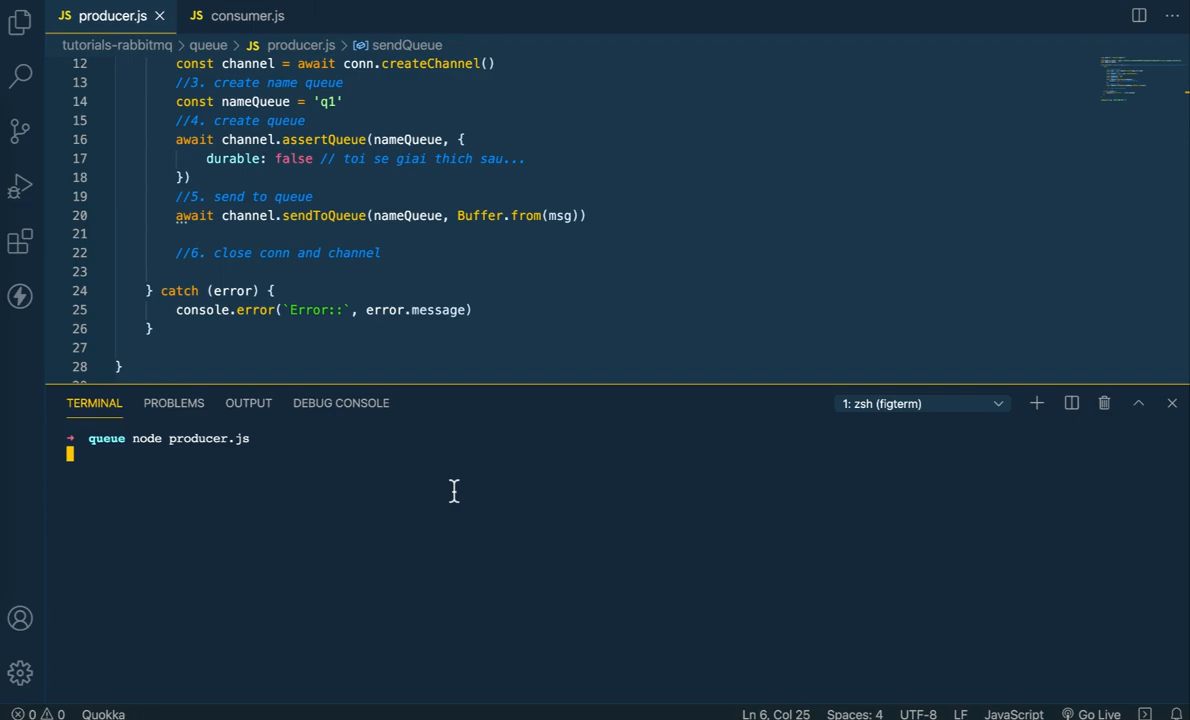 JS producer.js
JS consumer.js
tutorials-rabbitmq > queue > JS producer.js > sendQueue
12 const channel = await conn.createChannel()
13 //3. create name queue
14 const nameQueue = 'q1'
15 //4. create queue
16 await channel.assertQueue(nameQueue, {
17 durable: false // toi se giai thich sau...
18 })
19 //5. send to queue
20 await channel.sendToQueue(nameQueue, Buffer.from(msg))
21
22 //6. close conn and channel
23
24 } catch (error) {
25 console.error(`Error::`, error.message)
26 }
27
28 }
TERMINAL PROBLEMS OUTPUT DEBUG CONSOLE 1: zsh (figterm)
→ queue node producer.js
0 0 Quokka Ln 6, Col 25 Spaces: 4 UTF-8 LF JavaScript Go Live